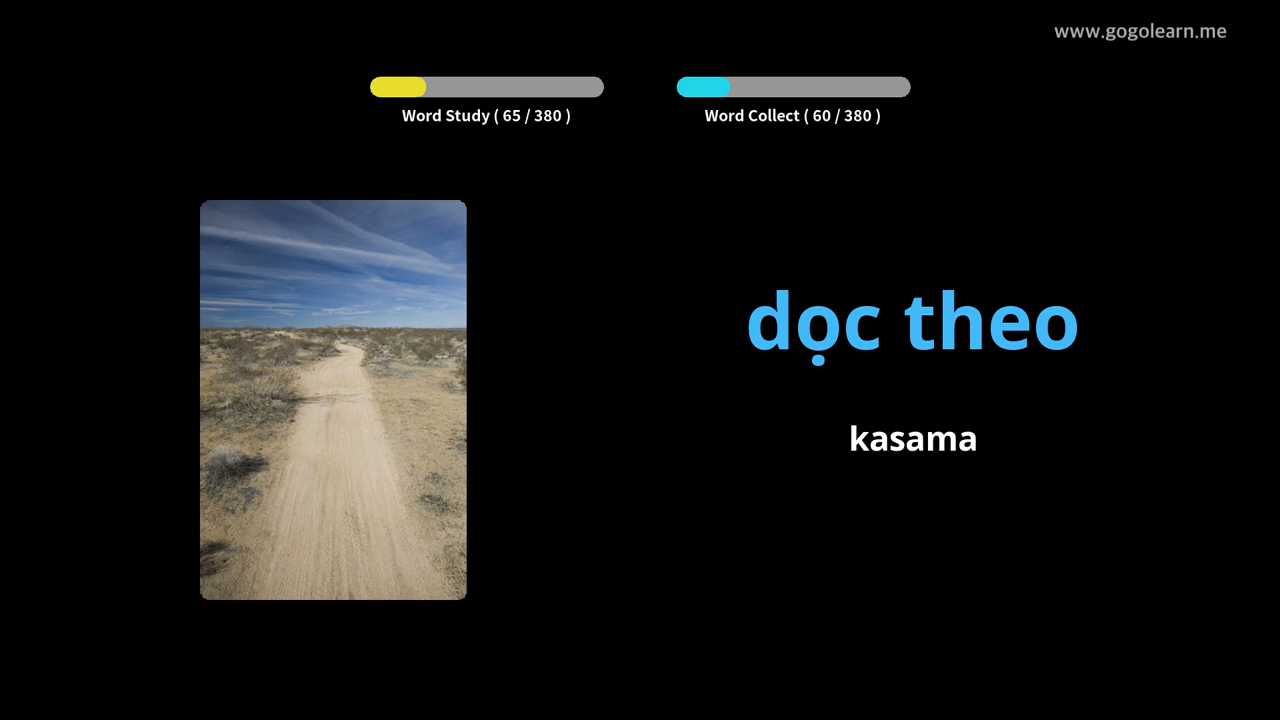 www.gogolearn.me
Word Study ( 65 / 380 )
Word Collect ( 60 / 380 )
dọc theo
kasama